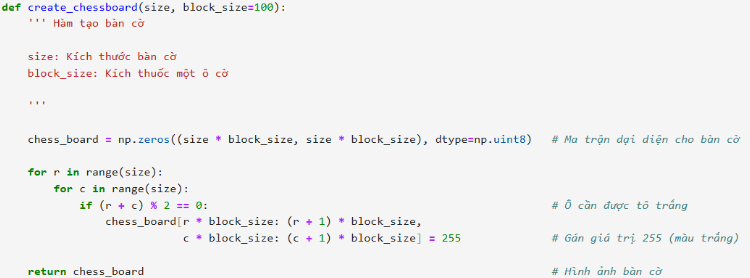 def create_chessboard(size, block_size=100):
''' Hàm tạo bàn cờ
size: Kích thước bàn cờ
block_size: Kích thuốc một ô cờ
'''
chess_board = np.zeros((size * block_size, size * block_size), dtype=np.uint8) # Ma trận dại diện cho bàn cờ
for r in range(size):
for c in range(size):
if (r + c) % 2 == 0: # Ô cần được tô trắng
chess_board[r * block_size: (r + 1) * block_size,
c * block_size: (c + 1) * block_size] = 255 # Gán giá trị 255 (màu trắng)
return chess_board # Hình ảnh bàn cờ